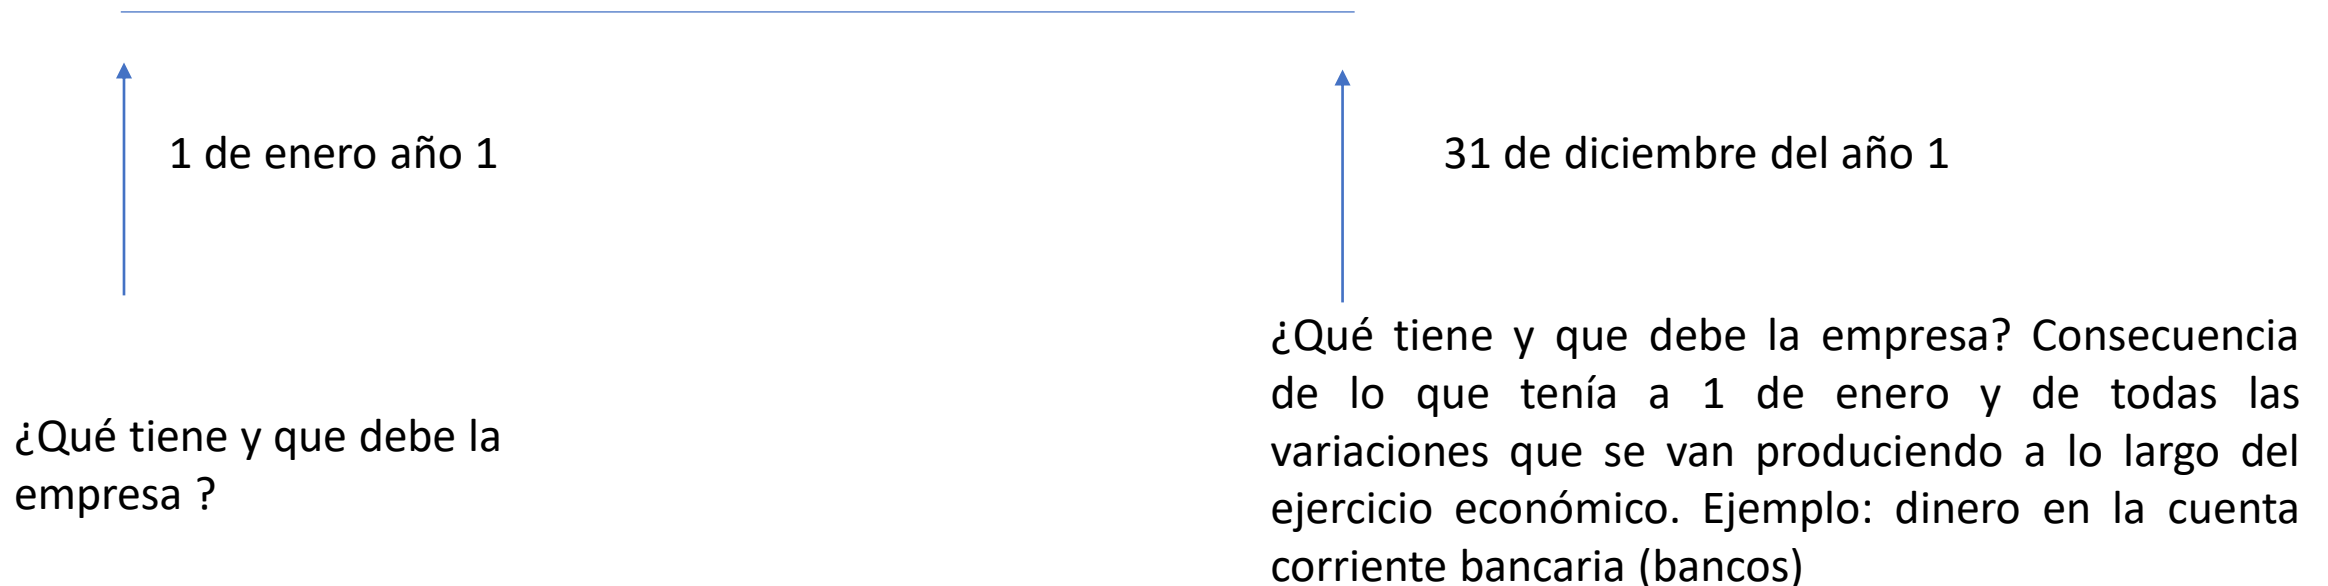 1 de enero año 1
31 de diciembre del año 1
¿Qué tiene y que debe la
empresa ?
¿Qué tiene y que debe la empresa? Consecuencia
de lo que tenía a 1 de enero y de todas las
variaciones que se van produciendo a lo largo del
ejercicio económico. Ejemplo: dinero en la cuenta
corriente bancaria (bancos)